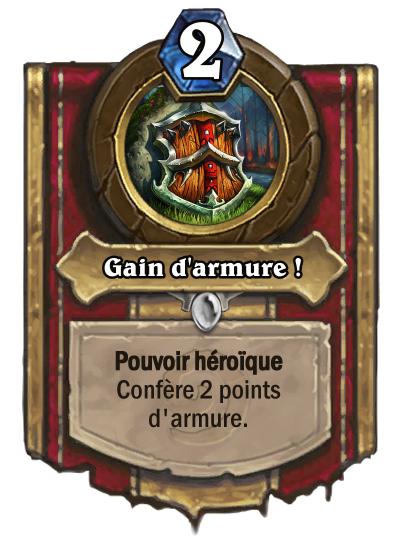 2
Gain d'armure !
Pouvoir héroïque
Confère 2 points
d'armure.